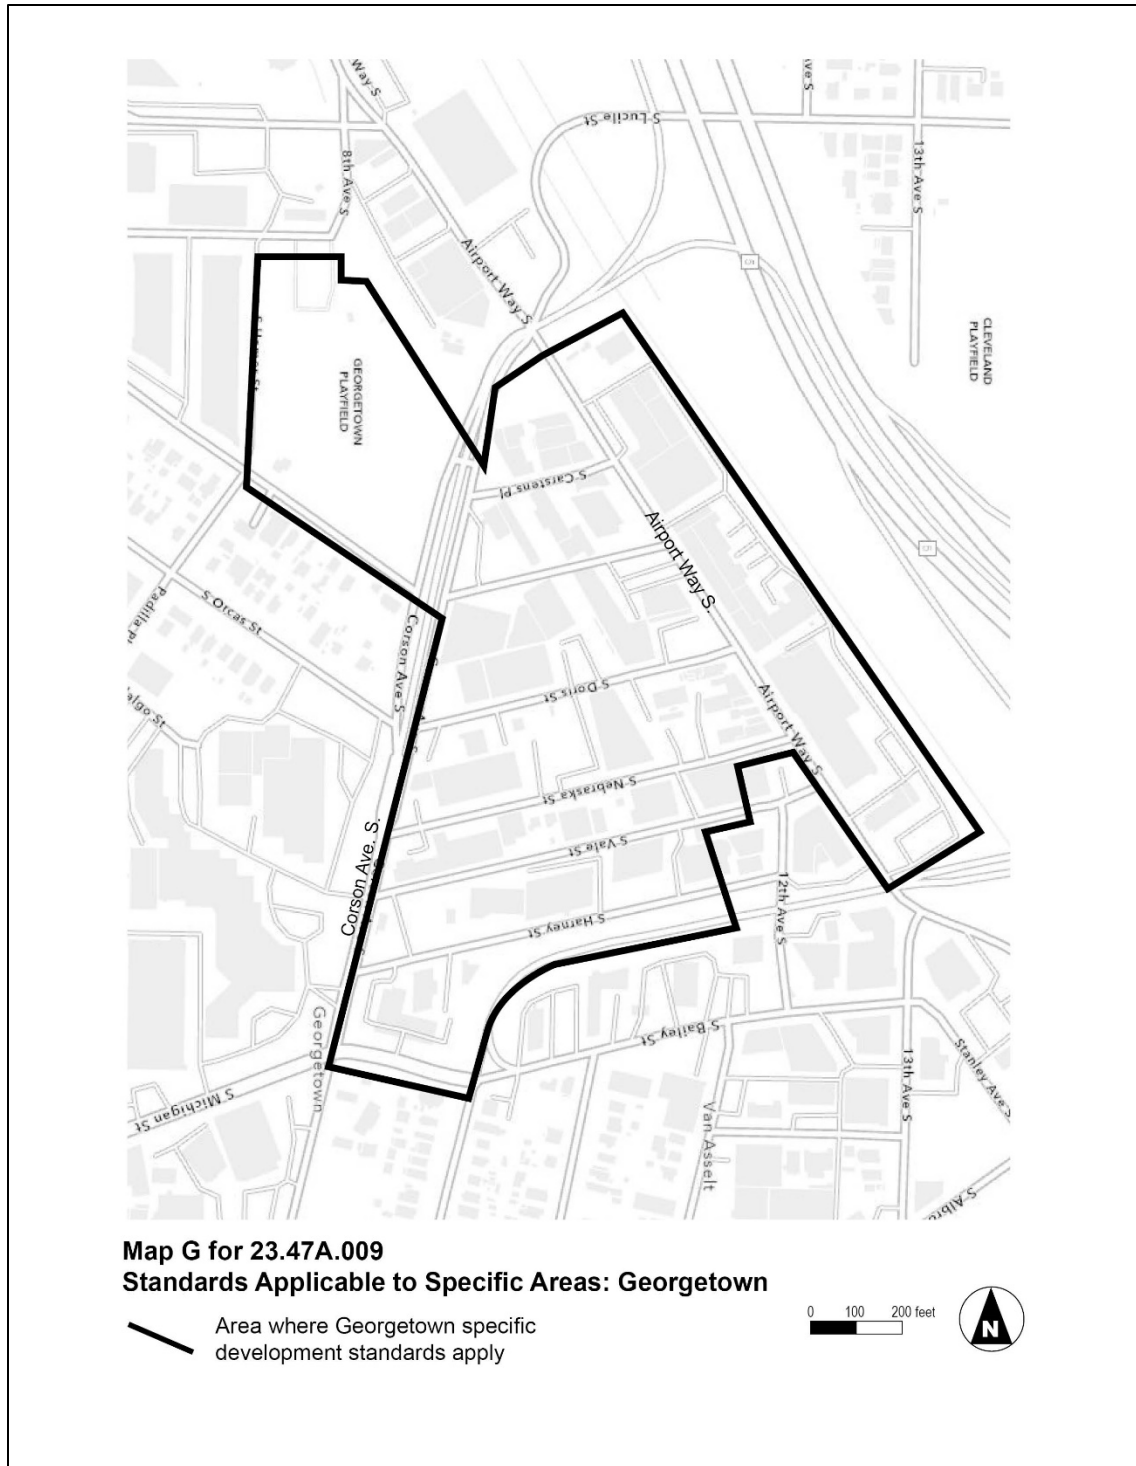 Way S
S Lucile St
Ave S
13th Ave S
8th Ave S
Airport Way S
CLEVELAND
PLAYFIELD
GEORGETOWN
PLAYFIELD
S Carstens Pl
Airport Way S.
S Orcas St
Padilla Pl
Corson Ave S
S Doris St
Airport Way S
S Nebraska St
S Vale St
Corson Ave. S.
12th Ave S
S Harney St
Georgetown
S Bailey St
S Michigan St
13th Ave S
Stanley Ave S
Van Asselt
S Albro
Map G for 23.47A.009
Standards Applicable to Specific Areas: Georgetown
Area where Georgetown specific
development standards apply
0 100 200 feet
N